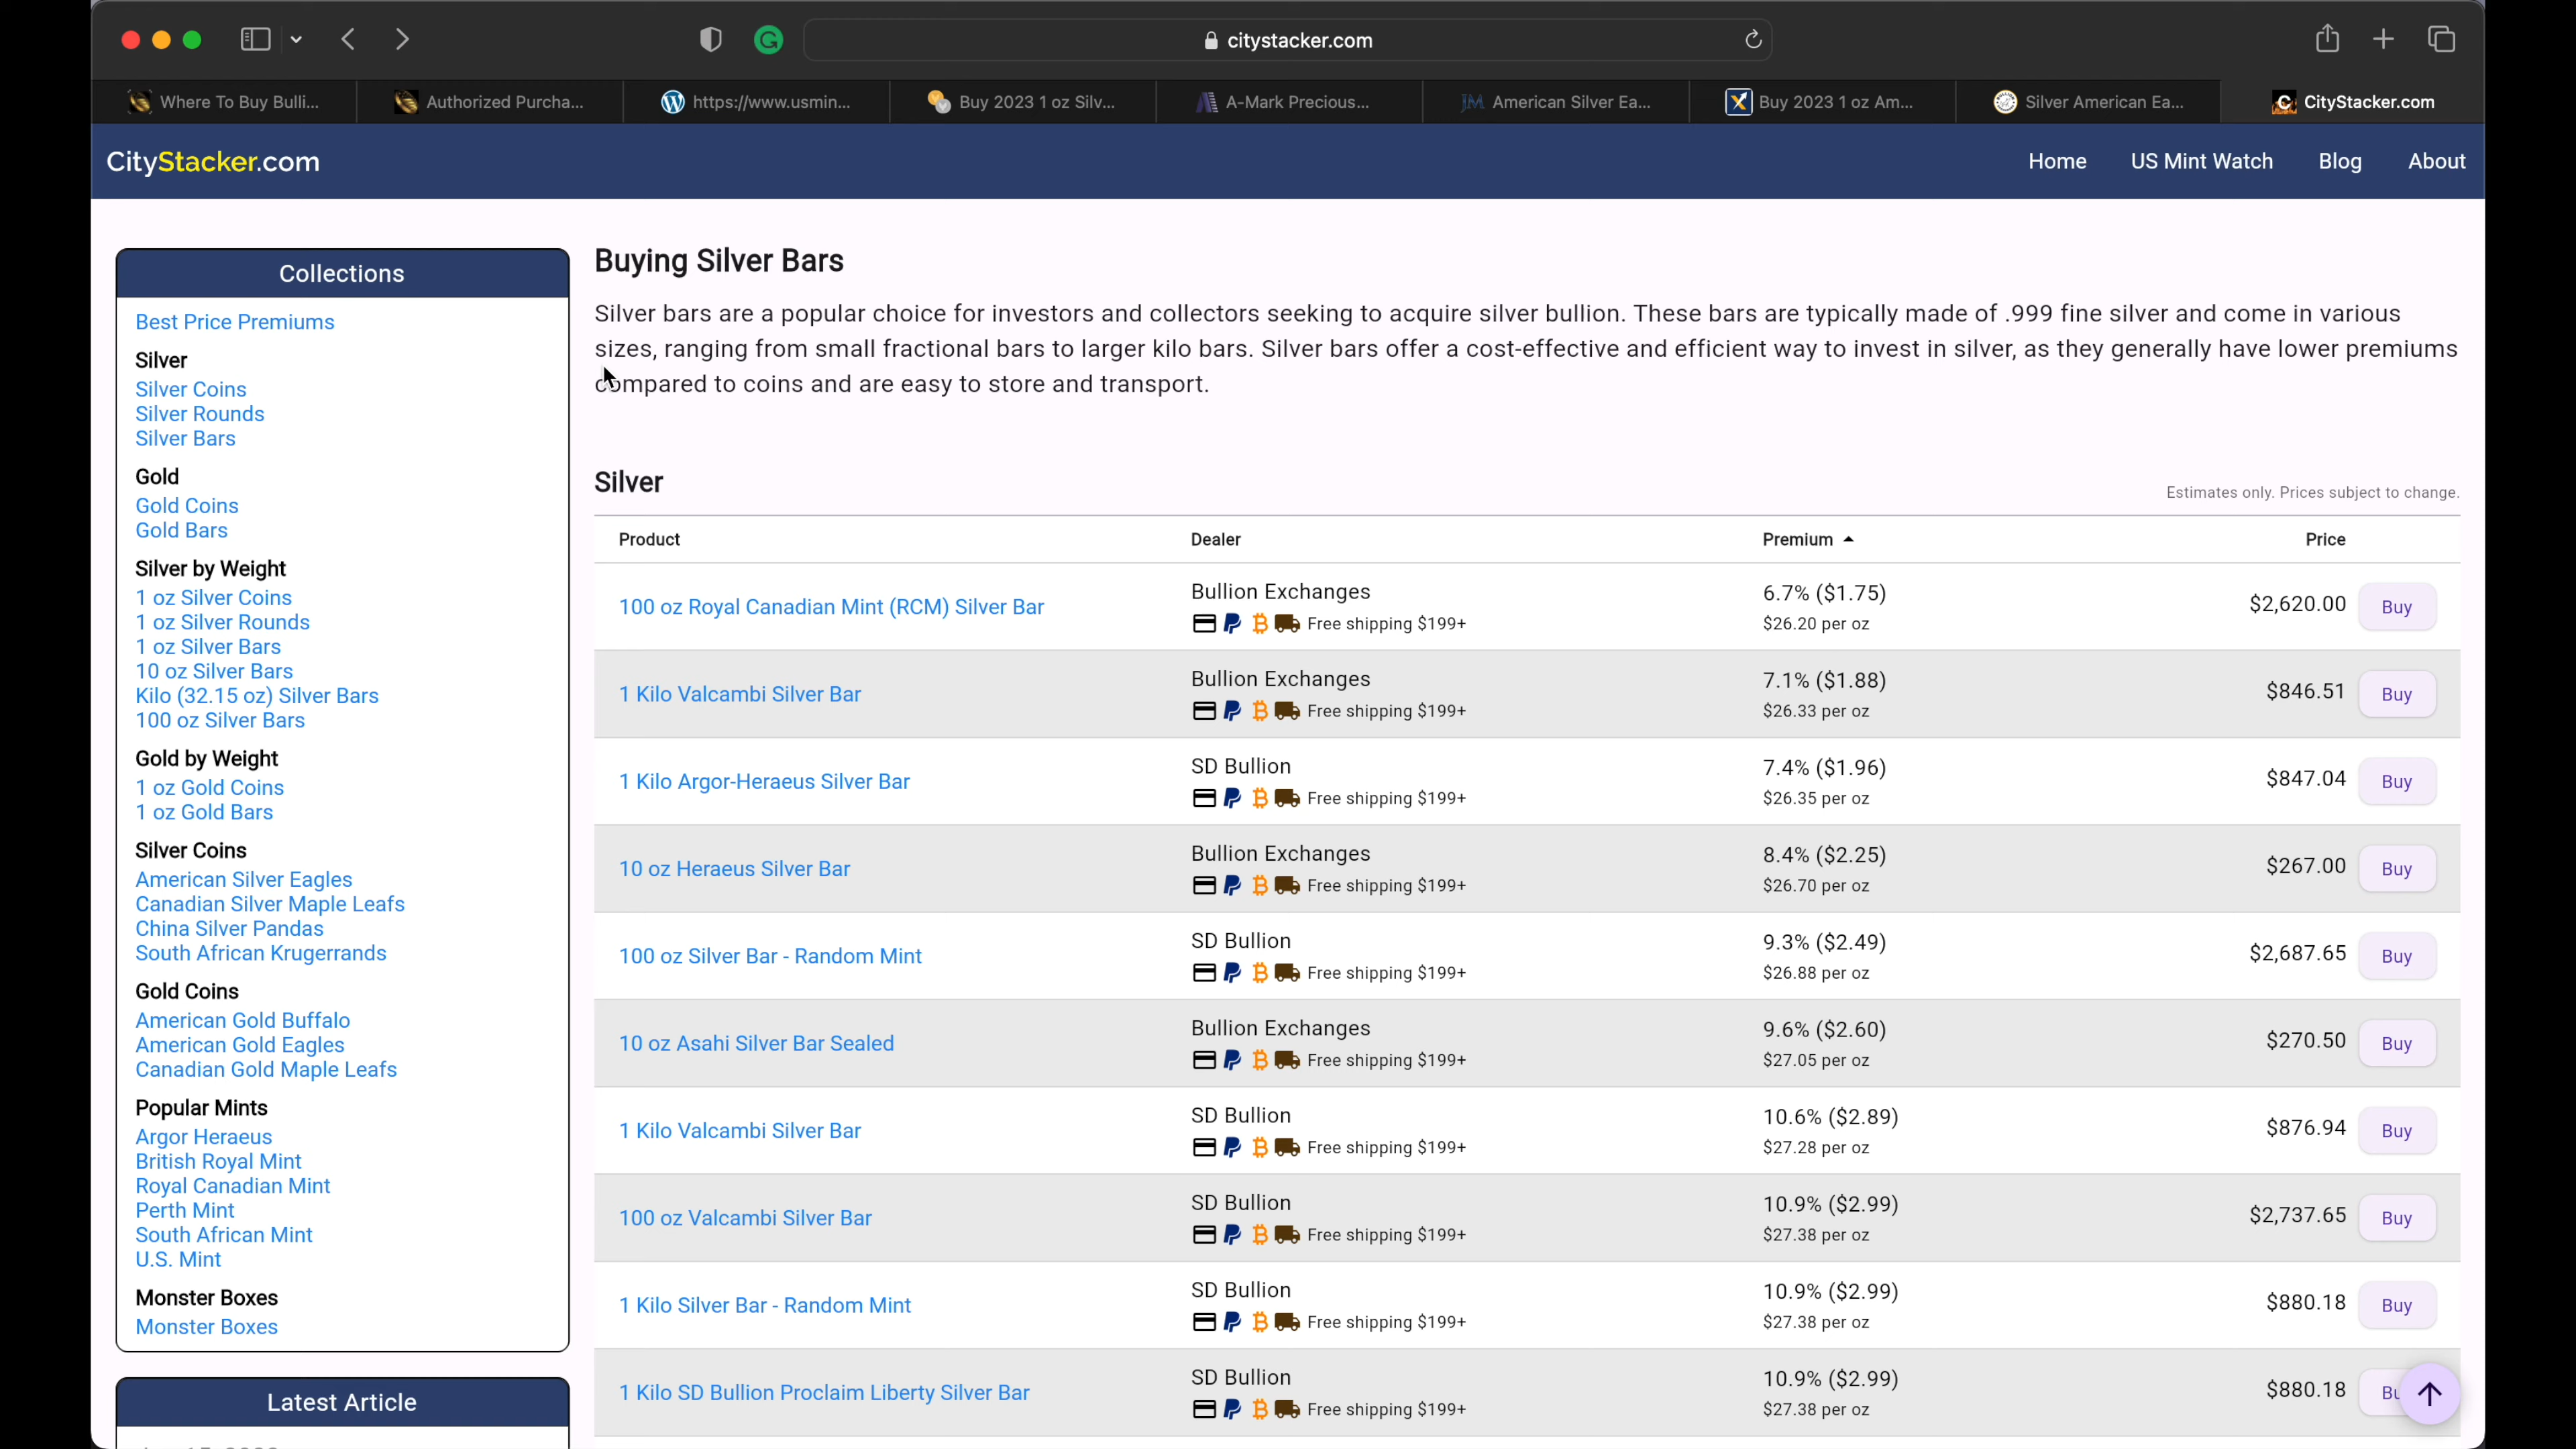 citystacker.com
Where To Buy Bulli...
Authorized Purcha...
https://www.usmin...
Buy 2023 1 oz Silv...
A-Mark Precious...
American Silver Ea...
Buy 2023 1 oz Am...
Silver American Ea...
CityStacker.com
CityStacker.com
Home
US Mint Watch
Blog
About
Collections
Best Price Premiums
Silver
Silver Coins
Silver Rounds
Silver Bars
Gold
Gold Coins
Gold Bars
Silver by Weight
1 oz Silver Coins
1 oz Silver Rounds
1 oz Silver Bars
10 oz Silver Bars
Kilo (32.15 oz) Silver Bars
100 oz Silver Bars
Gold by Weight
1 oz Gold Coins
1 oz Gold Bars
Silver Coins
American Silver Eagles
Canadian Silver Maple Leafs
China Silver Pandas
South African Krugerrands
Gold Coins
American Gold Buffalo
American Gold Eagles
Canadian Gold Maple Leafs
Popular Mints
Argor Heraeus
British Royal Mint
Royal Canadian Mint
Perth Mint
South African Mint
U.S. Mint
Monster Boxes
Monster Boxes
Latest Article
Buying Silver Bars
Silver bars are a popular choice for investors and collectors seeking to acquire silver bullion. These bars are typically made of .999 fine silver and come in various
sizes, ranging from small fractional bars to larger kilo bars. Silver bars offer a cost-effective and efficient way to invest in silver, as they generally have lower premiums
compared to coins and are easy to store and transport.
Silver
Estimates only. Prices subject to change.
Product Dealer Premium Price
100 oz Royal Canadian Mint (RCM) Silver Bar
Bullion Exchanges
Free shipping $199+
6.7% ($1.75)
$26.20 per oz
$2,620.00
Buy
1 Kilo Valcambi Silver Bar
Bullion Exchanges
Free shipping $199+
7.1% ($1.88)
$26.33 per oz
$846.51
Buy
1 Kilo Argor-Heraeus Silver Bar
SD Bullion
Free shipping $199+
7.4% ($1.96)
$26.35 per oz
$847.04
Buy
10 oz Heraeus Silver Bar
Bullion Exchanges
Free shipping $199+
8.4% ($2.25)
$26.70 per oz
$267.00
Buy
100 oz Silver Bar - Random Mint
SD Bullion
Free shipping $199+
9.3% ($2.49)
$26.88 per oz
$2,687.65
Buy
10 oz Asahi Silver Bar Sealed
Bullion Exchanges
Free shipping $199+
9.6% ($2.60)
$27.05 per oz
$270.50
Buy
1 Kilo Valcambi Silver Bar
SD Bullion
Free shipping $199+
10.6% ($2.89)
$27.28 per oz
$876.94
Buy
100 oz Valcambi Silver Bar
SD Bullion
Free shipping $199+
10.9% ($2.99)
$27.38 per oz
$2,737.65
Buy
1 Kilo Silver Bar - Random Mint
SD Bullion
Free shipping $199+
10.9% ($2.99)
$27.38 per oz
$880.18
Buy
1 Kilo SD Bullion Proclaim Liberty Silver Bar
SD Bullion
Free shipping $199+
10.9% ($2.99)
$27.38 per oz
$880.18